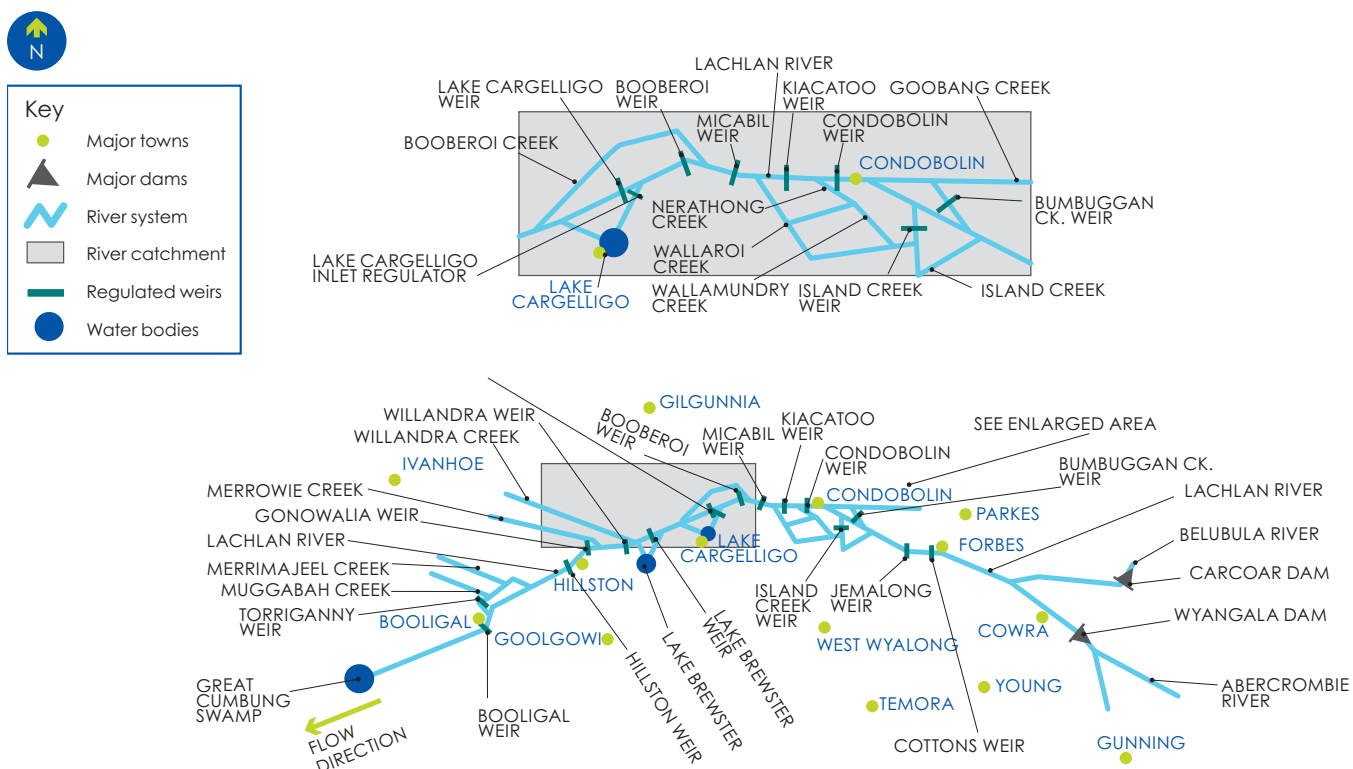 N
Key
Major towns
Major dams
River system
River catchment
Regulated weirs
Water bodies
LACHLAN RIVER
LAKE CARGELLIGO
WEIR
BOOBEROI
WEIR
KIACATOO
WEIR
GOOBANG CREEK
MICABIL
WEIR
CONDOBOLIN
WEIR
BOOBEROI CREEK
CONDOBOLIN
NERATHONG
CREEK
BUMBUGGAN
CK. WEIR
WALLAROI
CREEK
LAKE CARGELLIGO
INLET REGULATOR
LAKE
CARGELLIGO
WALLAMUNDRY
CREEK
ISLAND CREEK
WEIR
ISLAND CREEK
GILGUNNIA
WILLANDRA WEIR
WILLANDRA CREEK
BOOBEROI
WEIR
MICABIL
WEIR
KIACATOO
WEIR
CONDOBOLIN
WEIR
SEE ENLARGED AREA
BUMBUGGAN CK.
WEIR
IVANHOE
MERROWIE CREEK
GONOWALIA WEIR
LACHLAN RIVER
MERRIMAJEEL CREEK
MUGGABAH CREEK
TORRIGANNY
WEIR
CONDOBOLIN
LACHLAN RIVER
PARKES
BELUBULA RIVER
FORBES
CARCOAR DAM
LAKE
CARGELLIGO
HILLSTON
ISLAND
CREEK
WEIR
JEMALONG
WEIR
WYANGALA DAM
BOOLIGAL
GOOLGOWI
WEST WYALONG
COWRA
HILLSTON WEIR
LAKE BREWSTER
LAKE BREWSTER
WEIR
GREAT
CUMBUNG
SWAMP
BOOLIGAL
WEIR
YOUNG
TEMORA
ABERCROMBIE
RIVER
COTTONS WEIR
GUNNING
FLOW
DIRECTION